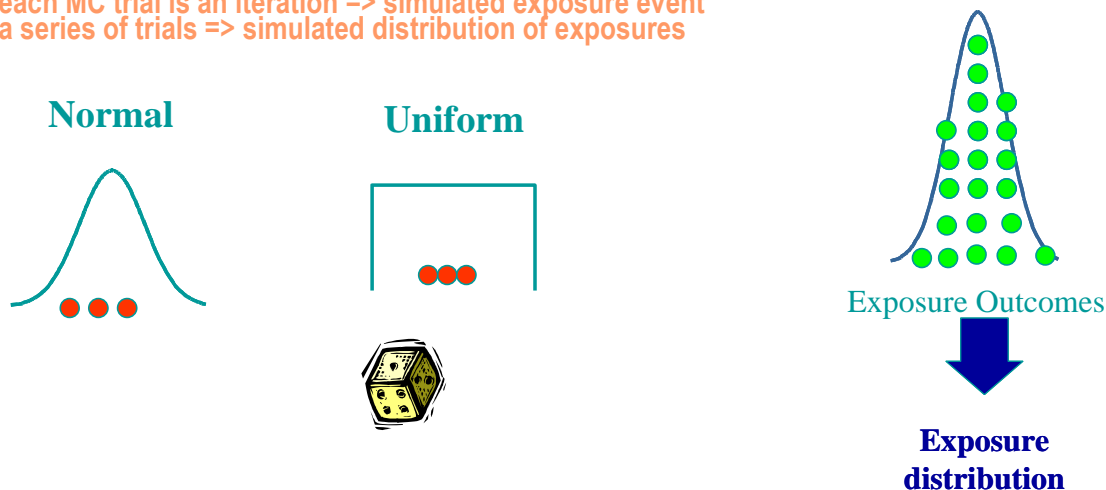 each MC trial is an iteration => simulated exposure event
a series of trials => simulated distribution of exposures
Normal
Uniform
Exposure Outcomes
Exposure
distribution